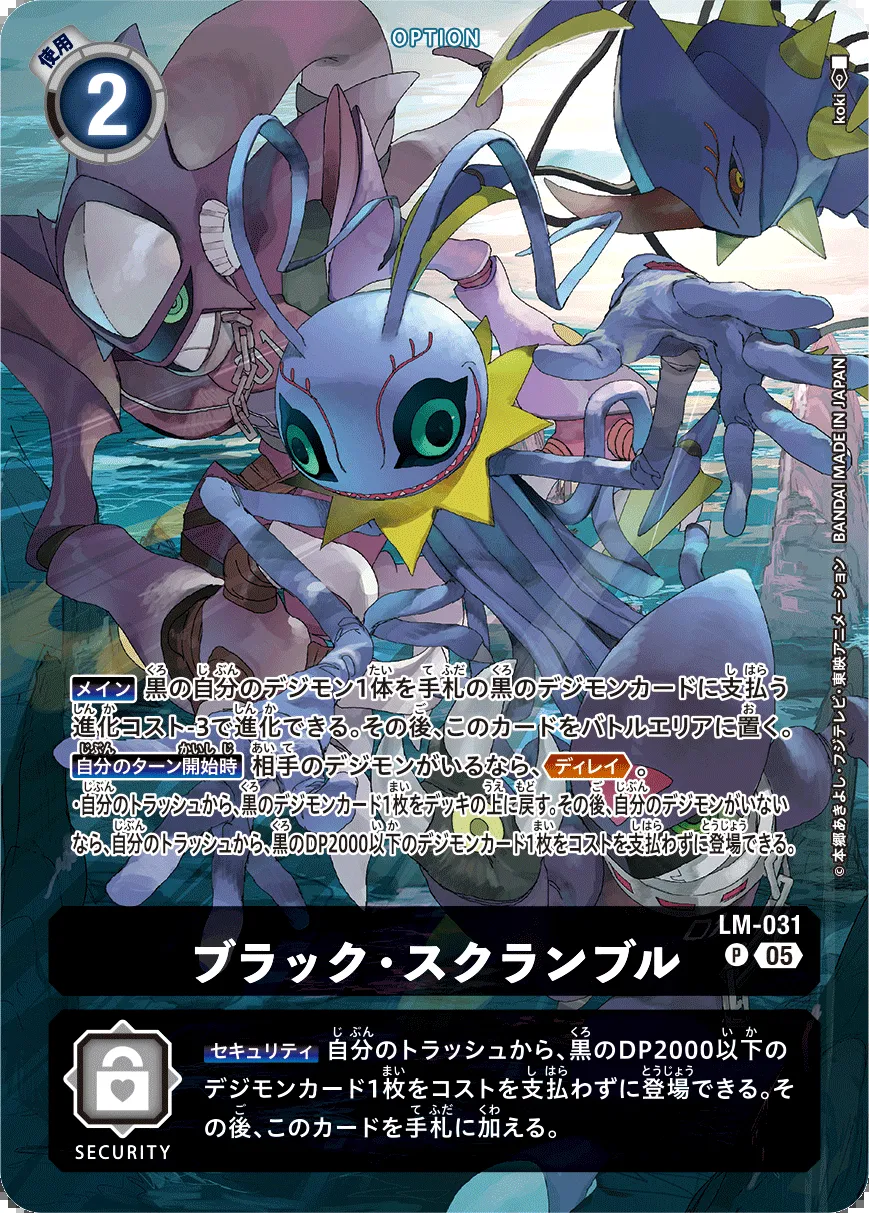 OPTION
使用
2
koki
BANDAI MADE IN JAPAN
©本郷あきよし・フジテレビ・東映アニメーション
メイン 黒の自分のデジモン1体を手札の黒のデジモンカードに支払う
進化コスト-3で進化できる。その後、このカードをバトルエリアに置く。
自分のターン開始時 相手のデジモンがいるなら、ディレイ。
・自分のトラッシュから、黒のデジモンカード1枚をデッキの上に戻す。その後、自分のデジモンがいない
なら、自分のトラッシュから、黒のDP2000以下のデジモンカード1枚をコストを支払わずに登場できる。
LM-031
P 05
ブラック・スクランブル
セキュリティ 自分のトラッシュから、黒のDP2000以下の
デジモンカード1枚をコストを支払わずに登場できる。そ
の後、このカードを手札に加える。
SECURITY